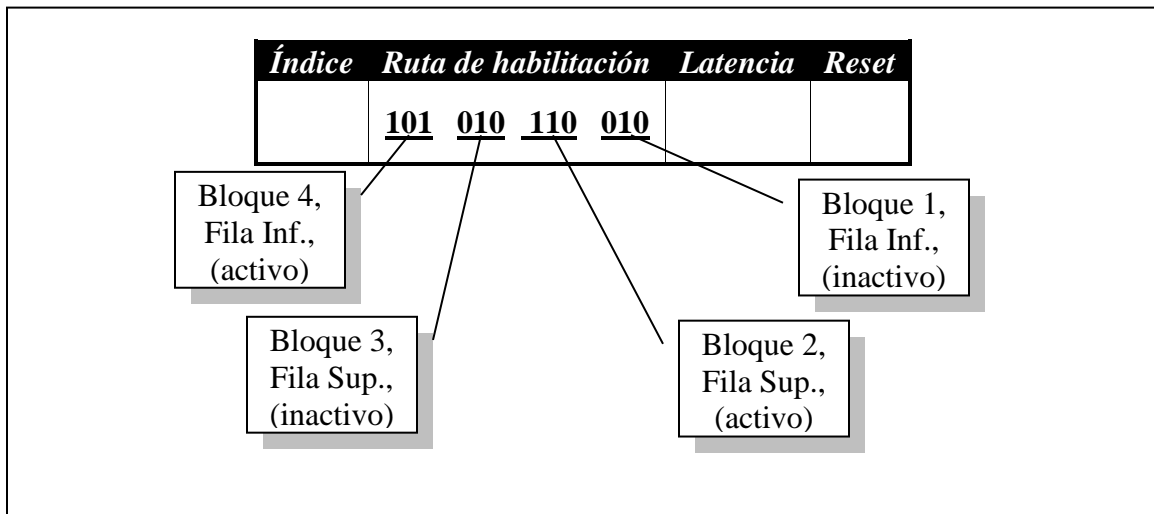 Índice Ruta de habilitación Latencia Reset
101 010 110 010
Bloque 4,
Fila Inf.,
(activo)
Bloque 1,
Fila Inf.,
(inactivo)
Bloque 3,
Fila Sup.,
(inactivo)
Bloque 2,
Fila Sup.,
(activo)